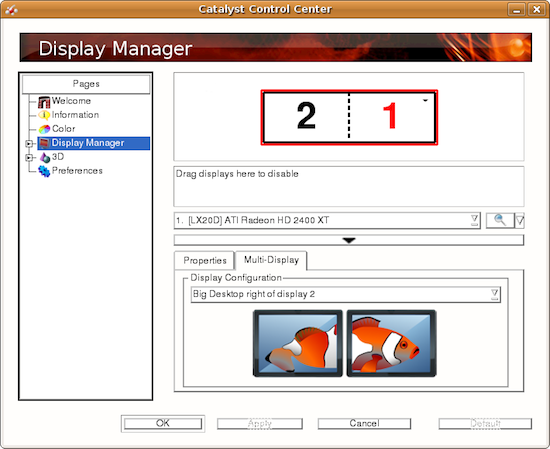 Catalyst Control Center
Display Manager
Pages
Welcome
Information
Color
Display Manager
3D
Preferences
2 1
Drag displays here to disable
1. [LX20D] ATI Radeon HD 2400 XT
Properties Multi-Display
Display Configuration
Big Desktop right of display 2
OK Apply Cancel Default